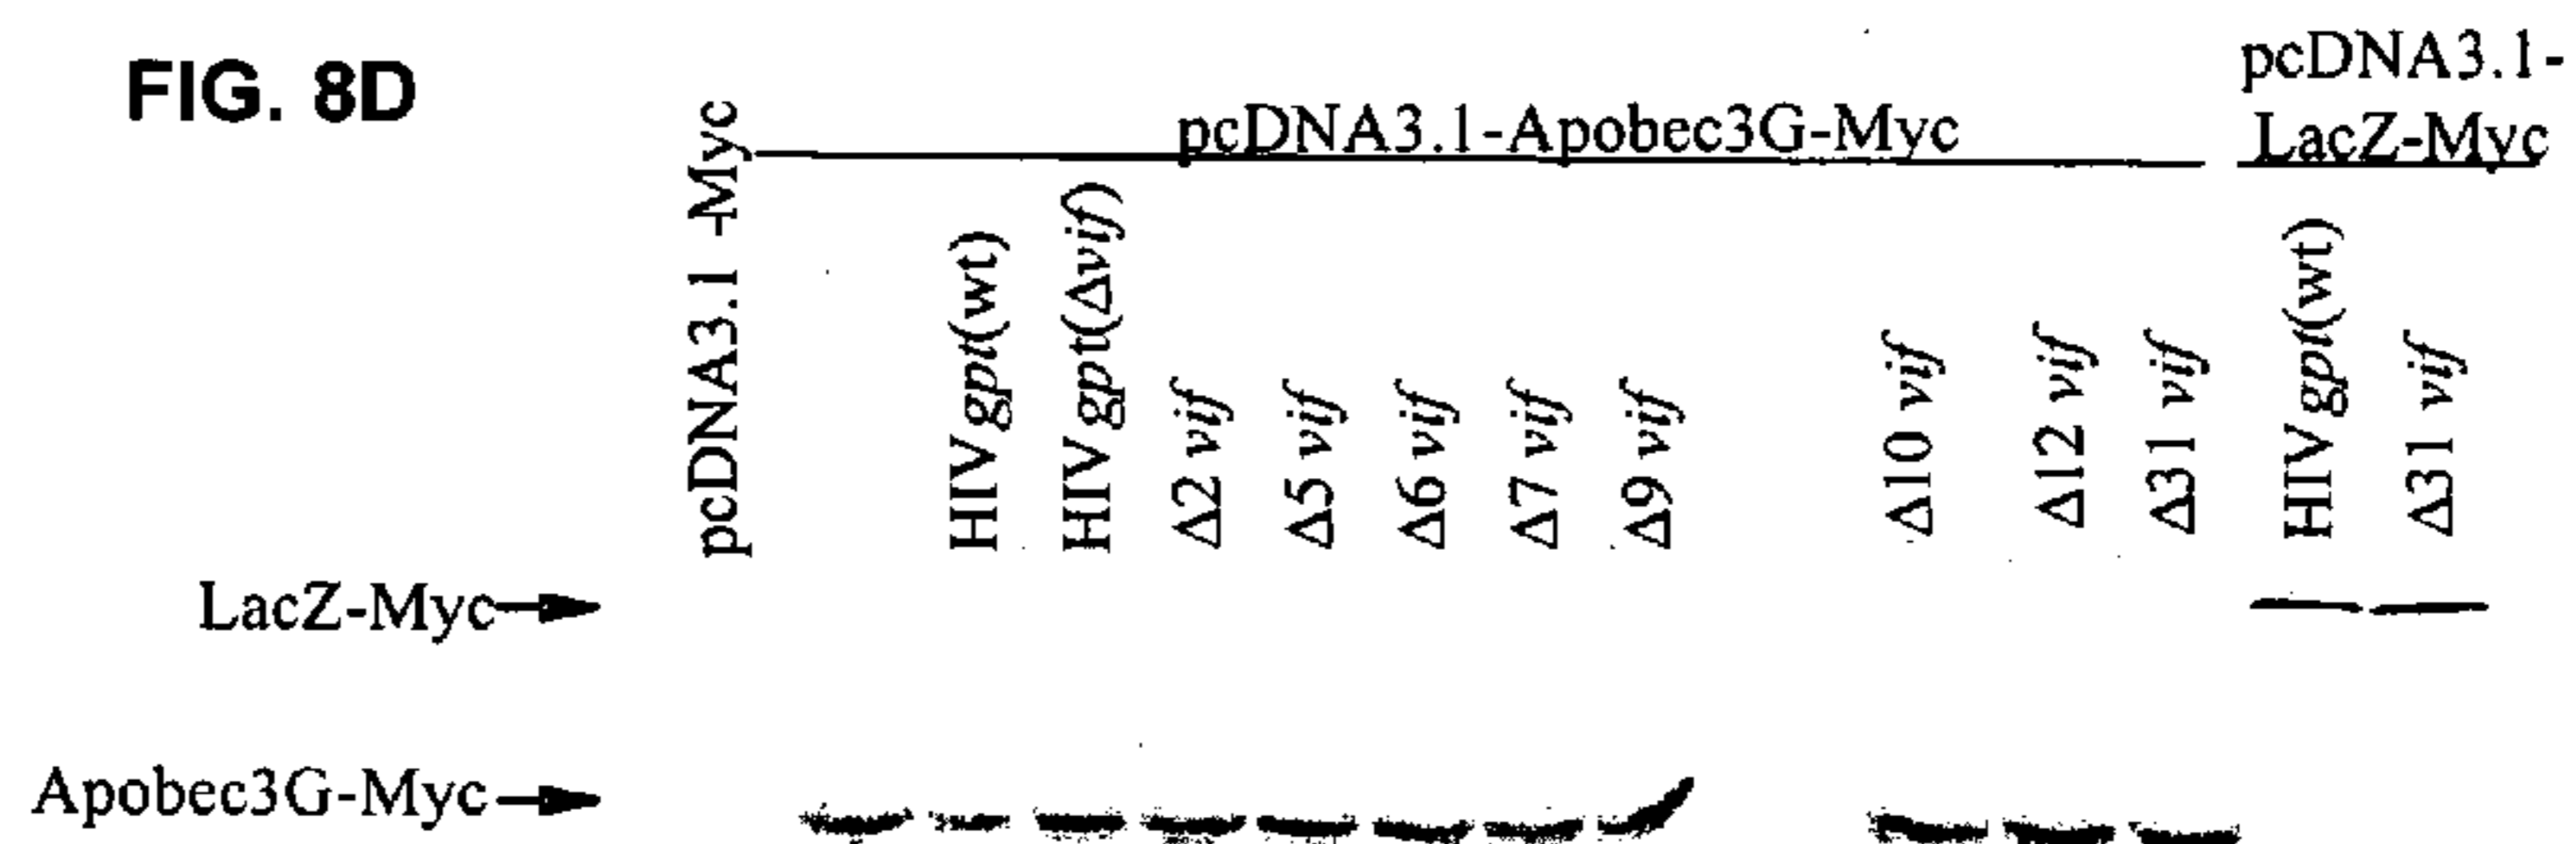 FIG. 8D
pcDNA3.1 -Myc
pcDNA3.1-Apobec3G-Myc
pcDNA3.1-
LacZ-Myc
HIVgpt(wt)
HIVgpt(Δvif)
Δ2 vif
Δ5 vif
Δ6 vif
Δ7 vif
Δ9 vif
Δ10 vif
Δ12 vif
Δ31 vif
HIVgpt(wt)
Δ31 vif
LacZ-Myc
Apobec3G-Myc